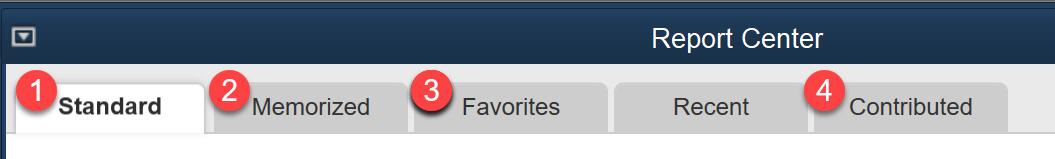 Report Center
1 Standard 2 Memorized 3 Favorites Recent 4 Contributed